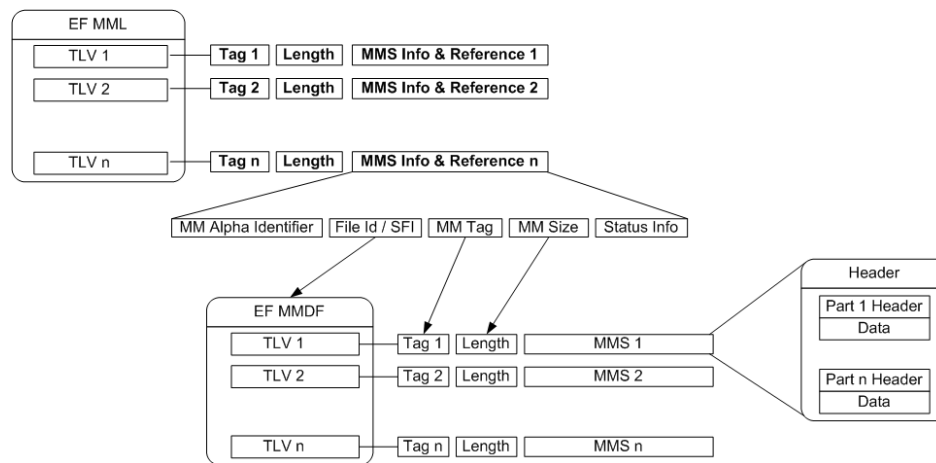 EF MML
TLV 1 Tag 1 Length MMS Info & Reference 1
TLV 2 Tag 2 Length MMS Info & Reference 2
TLV n Tag n Length MMS Info & Reference n
MM Alpha Identifier File Id / SFI MM Tag MM Size Status Info
Header
Part 1 Header
Data
Part n Header
Data
EF MMDF
TLV 1 Tag 1 Length MMS 1
TLV 2 Tag 2 Length MMS 2
TLV n Tag n Length MMS n